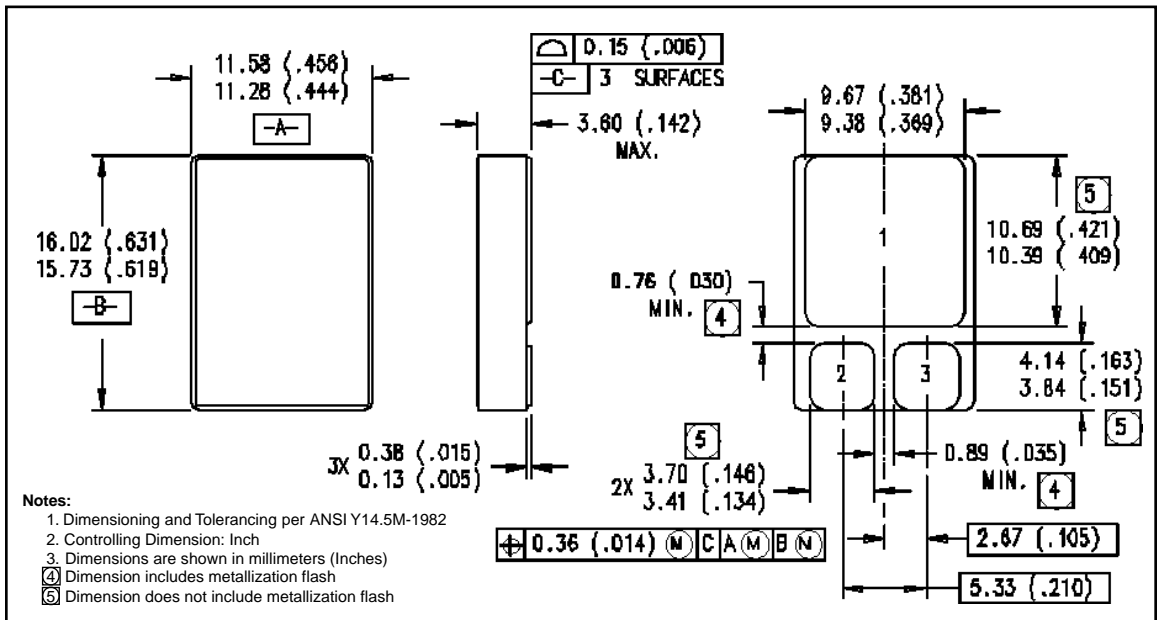 11.58 (.456)
11.28 (.444)
-A-
16.02 (.631)
15.73 (.619)
-B-
0.15 (.006)
-C- 3 SURFACES
3.60 (.142)
MAX.
3X 0.38 (.015)
0.13 (.005)
9.67 (.381)
9.38 (.369)
1
5
10.69 (.421)
10.39 ( 409)
0.76 ( 030)
MIN. 4
2
3
4.14 (.163)
3.84 (.151)
5
5
2X 3.70 (.146)
3.41 (.134)
0.89 (.035)
MIN. 4
0.36 (.014) M C A M B M
2.67 (.105)
5.33 (.210)
Notes:
1. Dimensioning and Tolerancing per ANSI Y14.5M-1982
2. Controlling Dimension: Inch
3. Dimensions are shown in millimeters (Inches)
4 Dimension includes metallization flash
5 Dimension does not include metallization flash